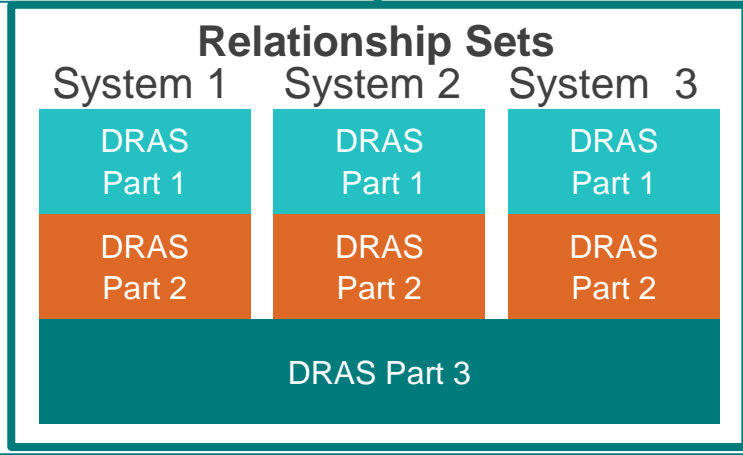 Relationship Sets
System 1 System 2 System 3
DRAS DRAS DRAS
Part 1 Part 1 Part 1
DRAS DRAS DRAS
Part 2 Part 2 Part 2
DRAS Part 3